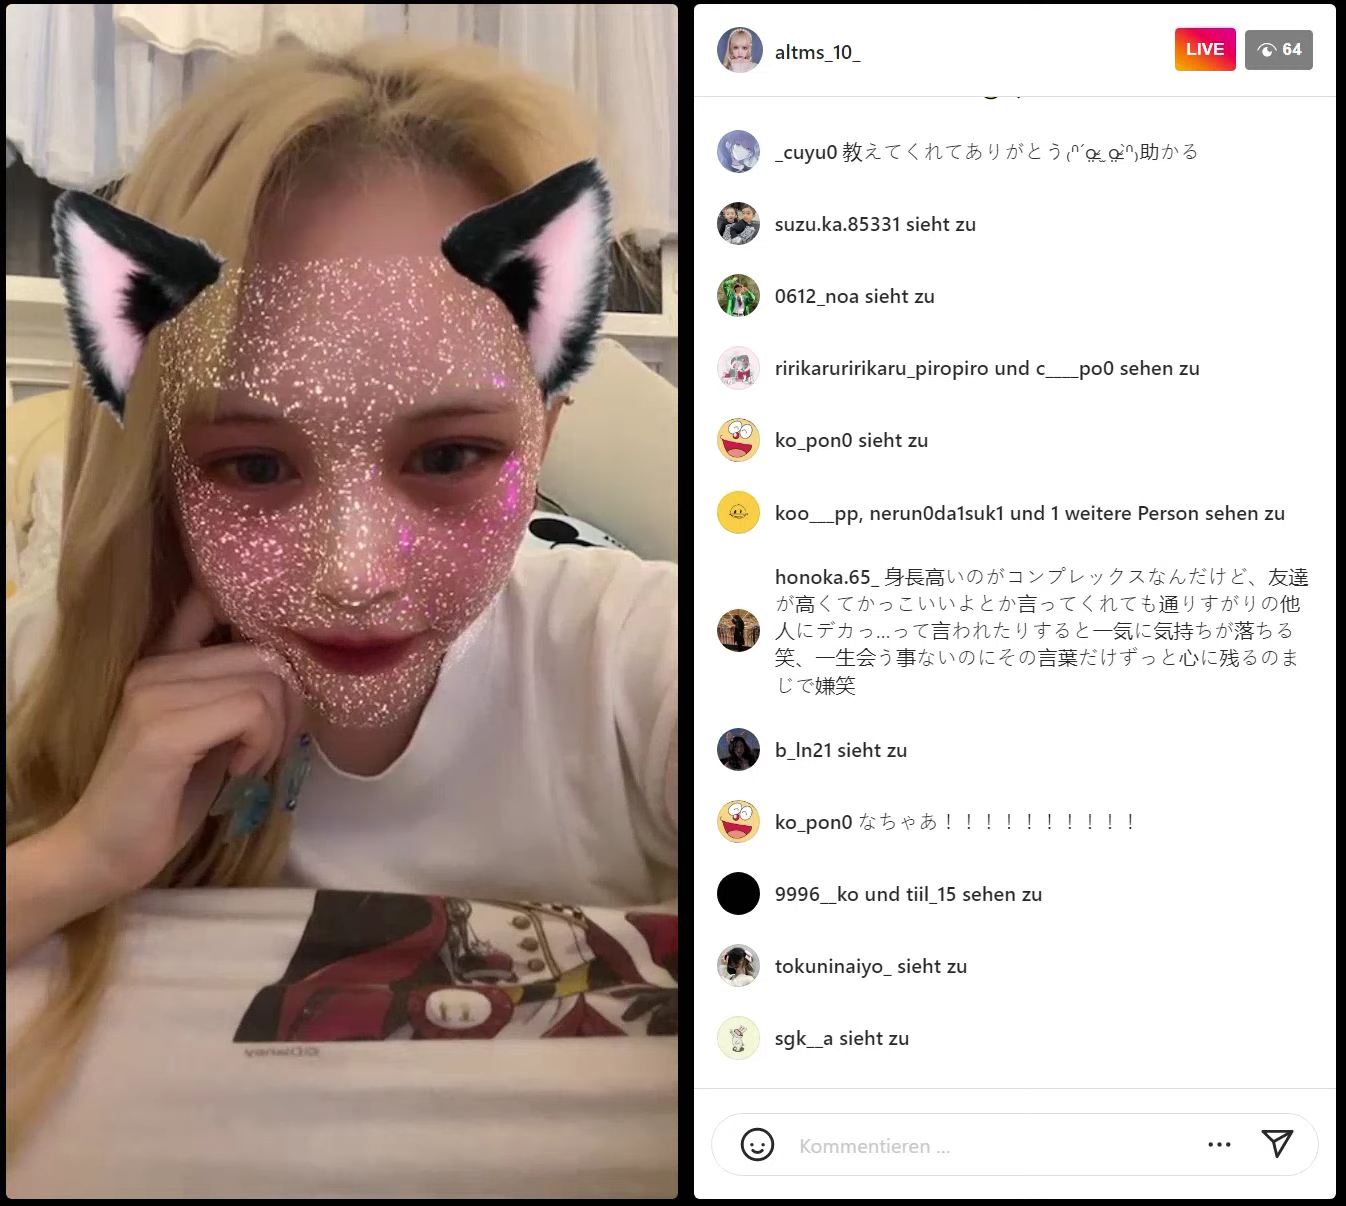 altms_10_
LIVE
64
_cuyu0 教えてくれてありがとう
助かる
suzu.ka.85331 sieht zu
0612_noa sieht zu
ririkaruririkaru_piropiro und c____po0 sehen zu
ko_pon0 sieht zu
koo___pp, nerun0da1suk1 und 1 weitere Person sehen zu
honoka.65_ 身長高いのがコンプレックスなんだけど、友達
が高くてかっこいいよとか言ってくれても通りすがりの他
人にデカっ...って言われたりすると一気に気持ちが落ちる
笑、一生会う事ないのにその言葉だけずっと心に残るのま
じで嫌笑
b_ln21 sieht zu
ko_pon0 なちゃあ！！！！！！！！！！
9996__ko und tiil_15 sehen zu
tokuninaiyo_ sieht zu
sgk__a sieht zu
Kommentieren ...
©Disney